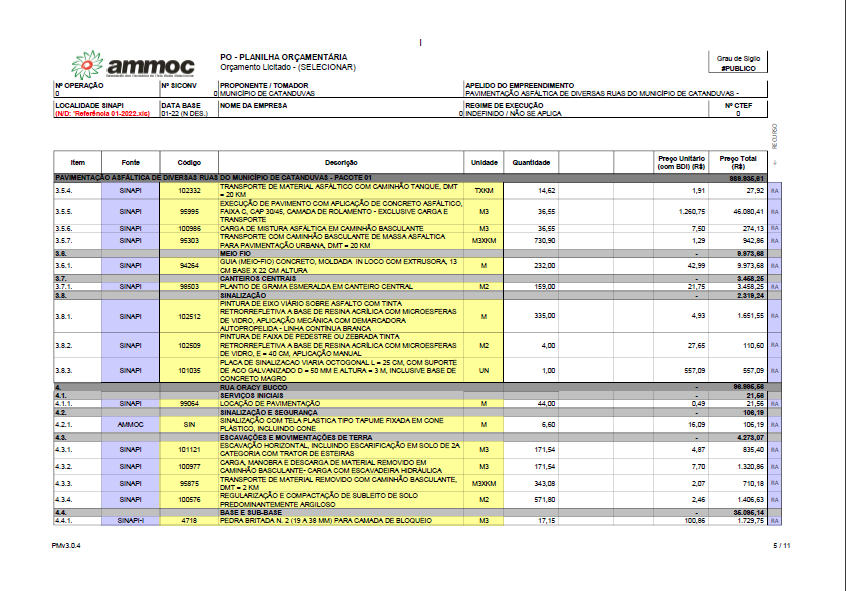 ammoc
PO - PLANILHA ORÇAMENTÁRIA
Orçamento Licitado - (SELECIONAR)
Grau de Sigilo
#PUBLICO
Nº OPERAÇÃO Nº SICONV PROPONENTE / TOMADOR APELIDO DO EMPREENDIMENTO
0 0 MUNICÍPIO DE CATANDUVAS PAVIMENTAÇÃO ASFÁLTICA DE DIVERSAS RUAS DO MUNICÍPIO DE CATANDUVAS -
LOCALIDADE SINAPI DATA BASE NOME DA EMPRESA REGIME DE EXECUÇÃO Nº CTEF
(N/D: 'Referência 01-2022.xls) 01-22 (N DES.) 0 INDEFINIDO / NÃO SE APLICA 0
RECURSO
Item Fonte Código Descrição Unidade Quantidade Preço Unitário (com BDI) (R$) Preço Total (R$)
PAVIMENTAÇÃO ASFÁLTICA DE DIVERSAS RUAS DO MUNICÍPIO DE CATANDUVAS - PACOTE 01
3.5.4. SINAPI 102332 TRANSPORTE DE MATERIAL ASFÁLTICO COM CAMINHÃO TANQUE, DMT TXKM 14,62 1,91 27,92 RA
= 20 KM
3.5.5. SINAPI 95995 EXECUÇÃO DE PAVIMENTO COM APLICAÇÃO DE CONCRETO ASFÁLTICO, M3 36,55 1.260,75 46.080,41 RA
FAIXA C, CAP 30/45, CAMADA DE ROLAMENTO - EXCLUSIVE CARGA E
TRANSPORTE
3.5.6. SINAPI 100986 CARGA DE MISTURA ASFÁLTICA EM CAMINHÃO BASCULANTE M3 36,55 7,50 274,13 RA
3.5.7. SINAPI 95303 TRANSPORTE COM CAMINHÃO BASCULANTE DE MASSA ASFALTICA M3XKM 730,90 1,29 942,86 RA
PARA PAVIMENTAÇÃO URBANA, DMT = 20 KM
3.6. MEIO FIO - 9.973,68
3.6.1. SINAPI 94264 GUIA (MEIO-FIO) CONCRETO, MOLDADA IN LOCO COM EXTRUSORA, 13 M 232,00 42,99 9.973,68 RA
CM BASE X 22 CM ALTURA
3.7. CANTEIROS CENTRAIS - 3.458,25
3.7.1. SINAPI 98503 PLANTIO DE GRAMA ESMERALDA EM CANTEIRO CENTRAL M2 159,00 21,75 3.458,25 RA
3.8. SINALIZAÇÃO - 2.319,24
3.8.1. SINAPI 102512 PINTURA DE EIXO VIÁRIO SOBRE ASFALTO COM TINTA M 335,00 4,93 1.651,55 RA
RETRORREFLETIVA A BASE DE RESINA ACRÍLICA COM MICROESFERAS
DE VIDRO, APLICAÇÃO MECÂNICA COM DEMARCADORA
AUTOPROPELIDA - LINHA CONTÍNUA BRANCA
3.8.2. SINAPI 102509 PINTURA DE FAIXA DE PEDESTRE OU ZEBRADA TINTA M2 4,00 27,65 110,60 RA
RETRORREFLETIVA A BASE DE RESINA ACRÍLICA COM MICROESFERAS
DE VIDRO, E = 40 CM, APLICAÇÃO MANUAL
3.8.3. SINAPI 101035 PLACA DE SINALIZACAO VIARIA OCTOGONAL L = 25 CM, COM SUPORTE UN 1,00 557,09 557,09 RA
DE ACO GALVANIZADO D = 50 MM E ALTURA = 3 M, INCLUSIVE BASE DE
CONCRETO MAGRO
4. RUA ORACY BUCCO -
4.1. SERVIÇOS INICIAIS - 21,56
4.1.1. SINAPI 99064 LOCAÇÃO DE PAVIMENTAÇÃO M 44,00 0,49 21,56 RA
4.2. SINALIZAÇÃO E SEGURANÇA - 106,19
4.2.1. AMMOC SIN SINALIZAÇÃO COM TELA PLASTICA TIPO TAPUME FIXADA EM CONE M 6,60 16,09 106,19 RA
PLÁSTICO, INCLUINDO CONE
4.3. ESCAVAÇÕES E MOVIMENTAÇÕES DE TERRA - 4.273,07
4.3.1. SINAPI 101121 ESCAVAÇÃO HORIZONTAL, INCLUINDO ESCARIFICAÇÃO EM SOLO DE 2A M3 171,54 4,87 835,40 RA
CATEGORIA COM TRATOR DE ESTEIRAS
4.3.2. SINAPI 100977 CARGA, MANOBRA E DESCARGA DE MATERIAL REMOVIDO EM M3 171,54 7,70 1.320,86 RA
CAMINHÃO BASCULANTE- CARGA COM ESCAVADEIRA HIDRÁULICA
4.3.3. SINAPI 95875 TRANSPORTE DE MATERIAL REMOVIDO COM CAMINHÃO BASCULANTE, M3XKM 343,08 2,07 710,18 RA
DMT = 2 KM
4.3.4. SINAPI 100576 REGULARIZAÇÃO E COMPACTAÇÃO DE SUBLEITO DE SOLO M2 571,80 2,46 1.406,63 RA
PREDOMINANTEMENTE ARGILOSO
4.4. BASE E SUB-BASE -
4.4.1. SINAPI-I 4718 PEDRA BRITADA N. 2 (19 A 38 MM) PARA CAMADA DE BLOQUEIO M3 17,15 100,86 1.729,75 RA
PMv3.0.4 5 / 11